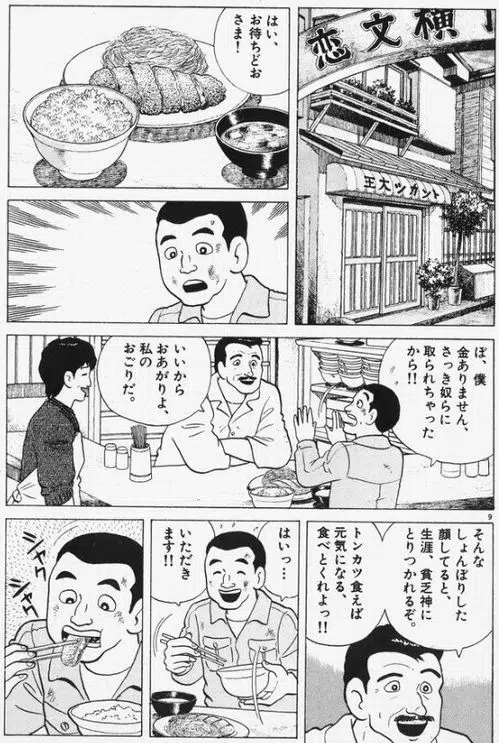 恋文横
トンカツ大王
はい、
お待ちどお
さま！
ぼ、僕
金ありません、
さっき奴らに
取られちゃった
から!!
いいから
おあがりよ、
私の
おごりだ。
9
そんな
しょんぼりした
顔してると、
生涯、貧乏神に
とりつかれるぞ。
トンカツ食えば
元気になる、
食べとくれよっ!!
はいっ…
いただき
ます!!
シャク
シャク